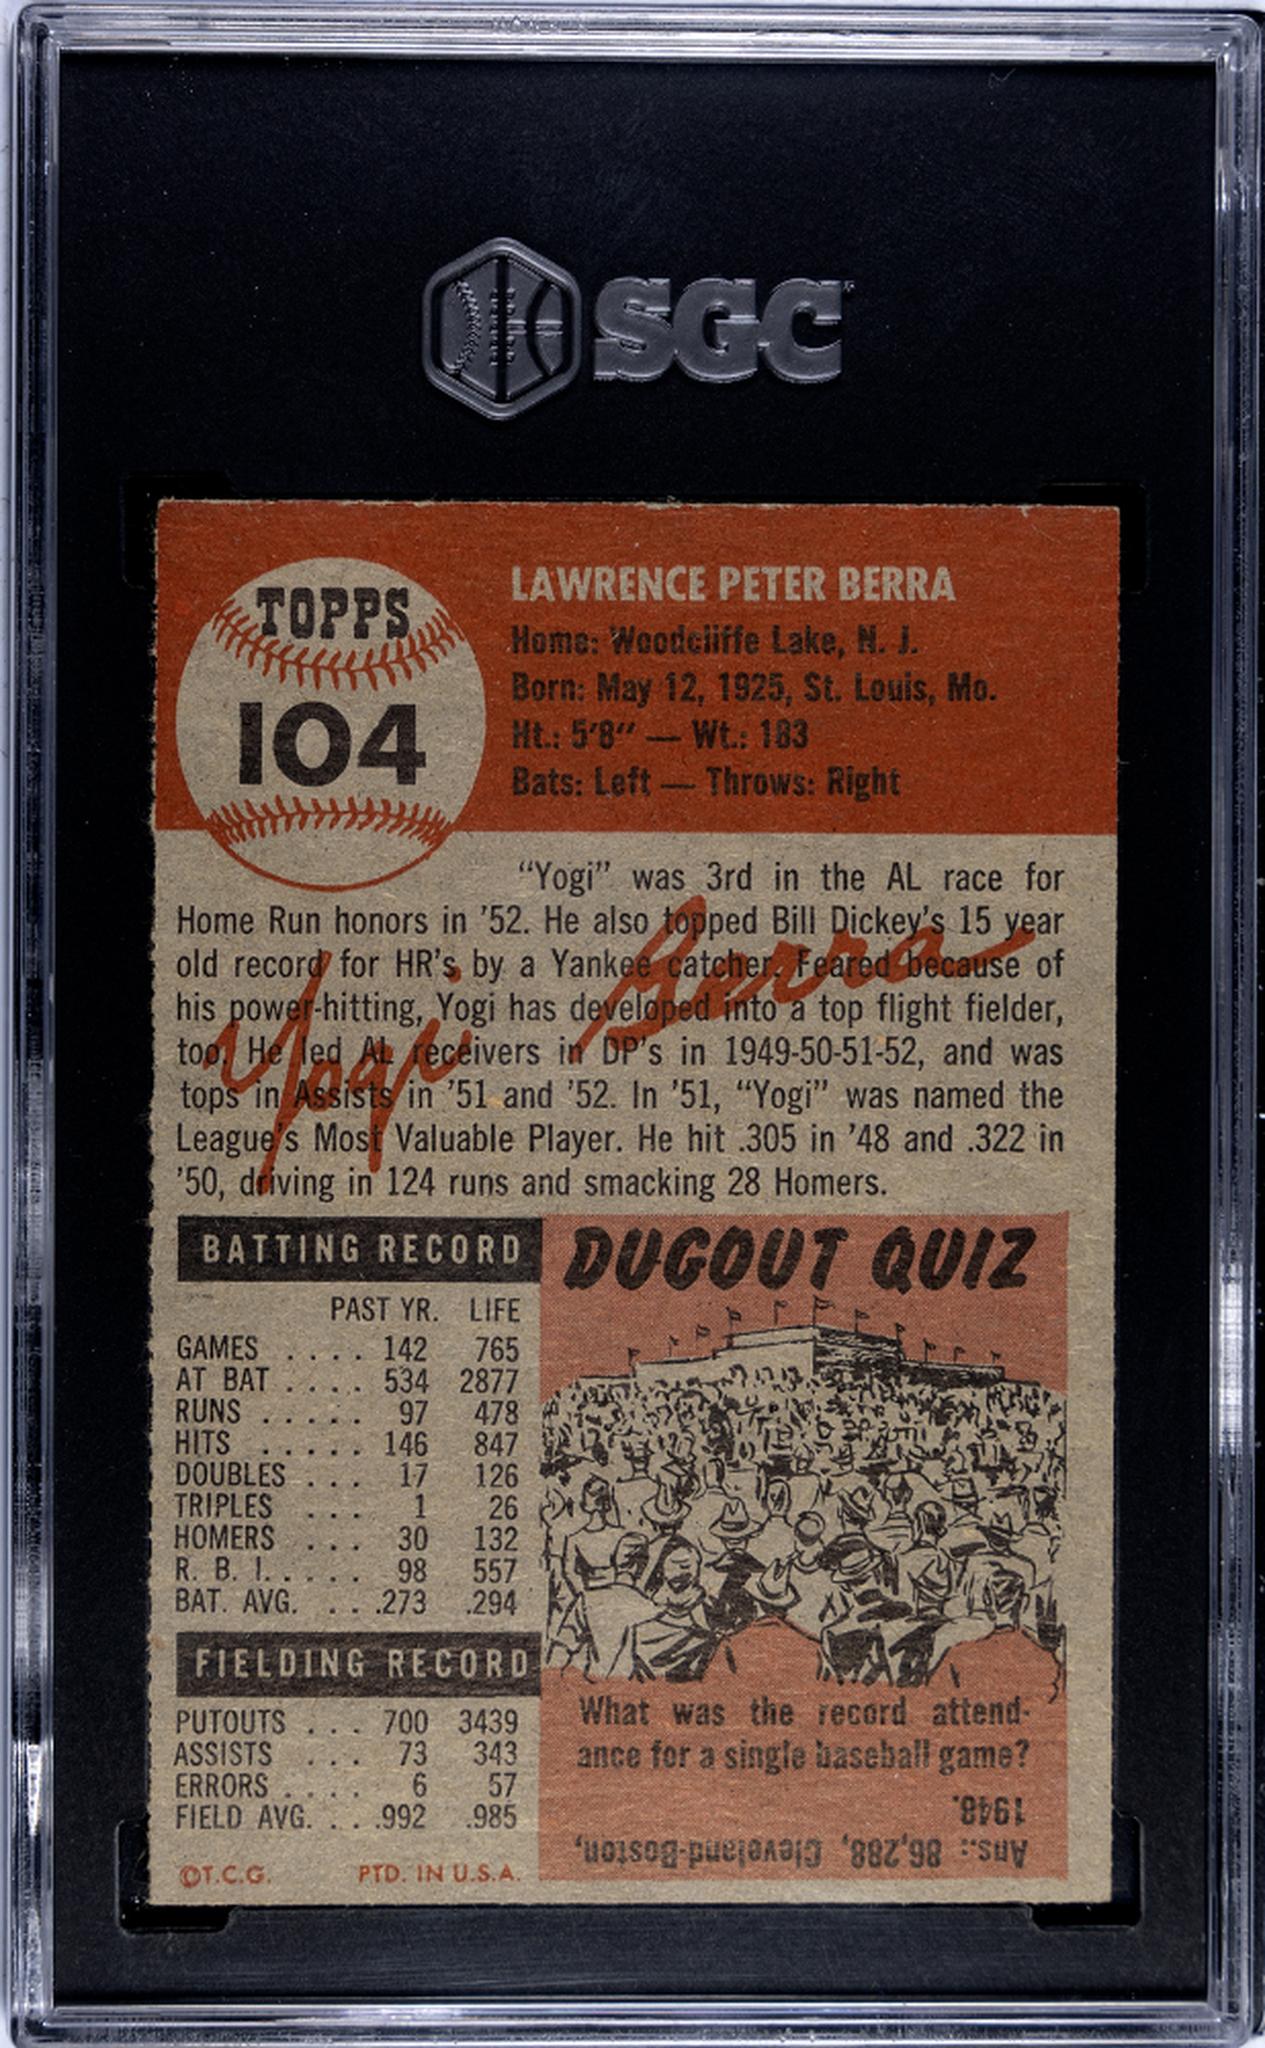 SGC
TOPPS
104
LAWRENCE PETER BERRA
Home: Woodcliffe Lake, N. J.
Born: May 12, 1925, St. Louis, Mo.
Ht.: 5'8" — Wt.: 183
Bats: Left — Throws: Right
"Yogi" was 3rd in the AL race for
Home Run honors in '52. He also topped Bill Dickey's 15 year
old record for HR's by a Yankee catcher. Feared because of
his power-hitting, Yogi has developed into a top flight fielder,
too. He led AL receivers in DP's in 1949-50-51-52, and was
tops in Assists in '51 and '52. In '51, "Yogi" was named the
League's Most Valuable Player. He hit .305 in '48 and .322 in
'50, driving in 124 runs and smacking 28 Homers.
Yogi Berra
BATTING RECORD
PAST YR. LIFE
GAMES . . . . 142 765
AT BAT . . . . 534 2877
RUNS . . . . . 97 478
HITS . . . . . 146 847
DOUBLES . . . 17 126
TRIPLES . . . 1 26
HOMERS . . . 30 132
R. B. I. . . . . 98 557
BAT. AVG. . . .273 .294
FIELDING RECORD
PUTOUTS . . . 700 3439
ASSISTS . . . 73 343
ERRORS . . . . 6 57
FIELD AVG. . . .992 .985
©T.C.G. PTD. IN U.S.A.
DUGOUT QUIZ
What was the record attend-
ance for a single baseball game?
Ans.: 86,288, Cleveland-Boston,
1948.